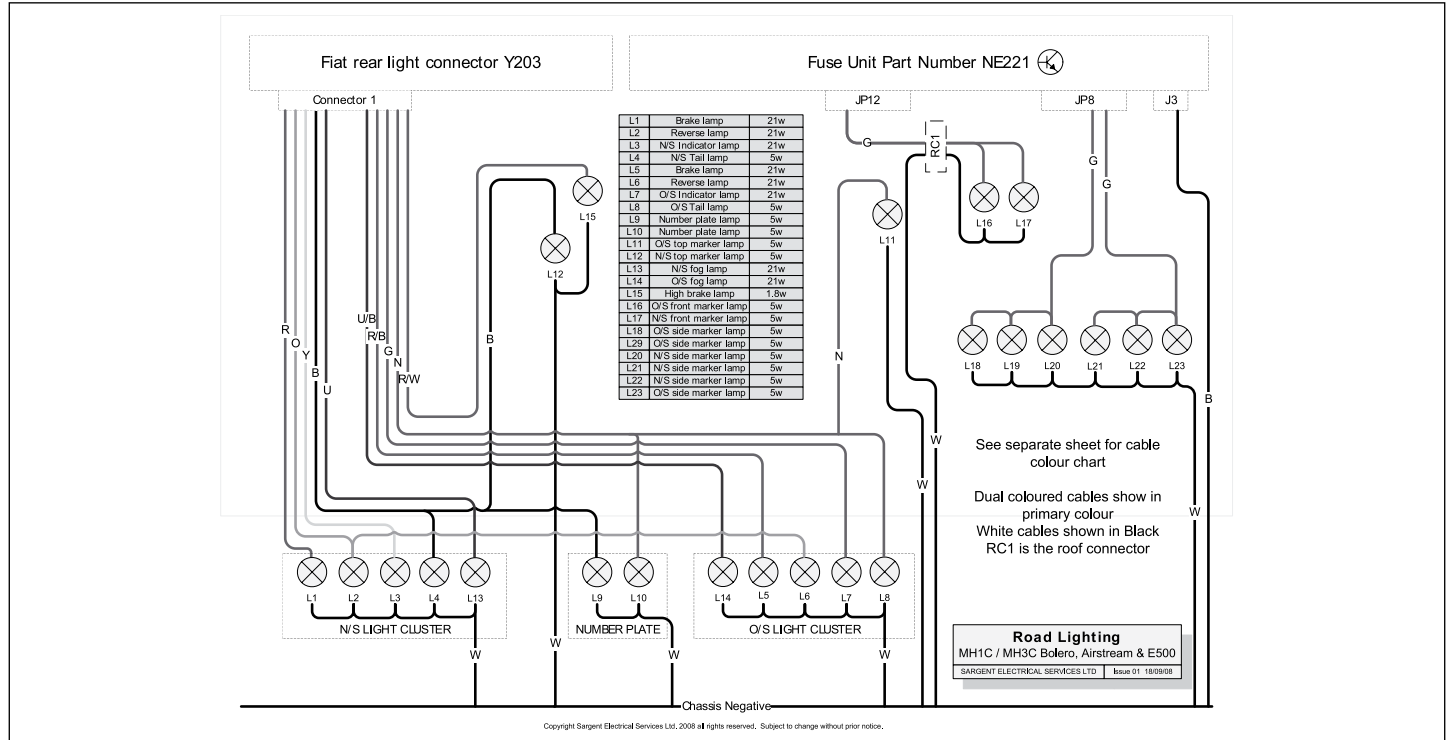 Fiat rear light connector Y203
Fuse Unit Part Number NE221
Connector 1
JP12
JP8
J3
L1 Brake lamp 21w
L2 Reverse lamp 21w
L3 N/S Indicator lamp 21w
L4 N/S Tail lamp 5w
L5 Brake lamp 21w
L6 Reverse lamp 21w
L7 O/S Indicator lamp 21w
L8 O/S Tail lamp 5w
L9 Number plate lamp 5w
L10 Number plate lamp 5w
L11 O/S top marker lamp 5w
L12 N/S top marker lamp 5w
L13 N/S fog lamp 21w
L14 O/S fog lamp 21w
L15 High brake lamp 1.8w
L16 O/S front marker lamp 5w
L17 N/S front marker lamp 5w
L18 O/S side marker lamp 5w
L29 O/S side marker lamp 5w
L20 N/S side marker lamp 5w
L21 N/S side marker lamp 5w
L22 N/S side marker lamp 5w
L23 O/S side marker lamp 5w
G
RC1
G
G
L15
L16
L17
L11
L12
R
O
Y
B
U
U/B
R/B
G
N
R/W
B
N
L18
L19
L20
L21
L22
L23
B
W
W
W
See separate sheet for cable
colour chart
Dual coloured cables show in
primary colour
White cables shown in Black
RC1 is the roof connector
L1
L2
L3
L4
L13
N/S LIGHT CLUSTER
L9
L10
NUMBER PLATE
L14
L5
L6
L7
L8
O/S LIGHT CLUSTER
W
W
W
W
Road Lighting
MH1C / MH3C Bolero, Airstream & E500
SARGENT ELECTRICAL SERVICES LTD
Issue 01 18/09/08
Chassis Negative
Copyright Sargent Electrical Services Ltd, 2008 all rights reserved. Subject to change without prior notice.